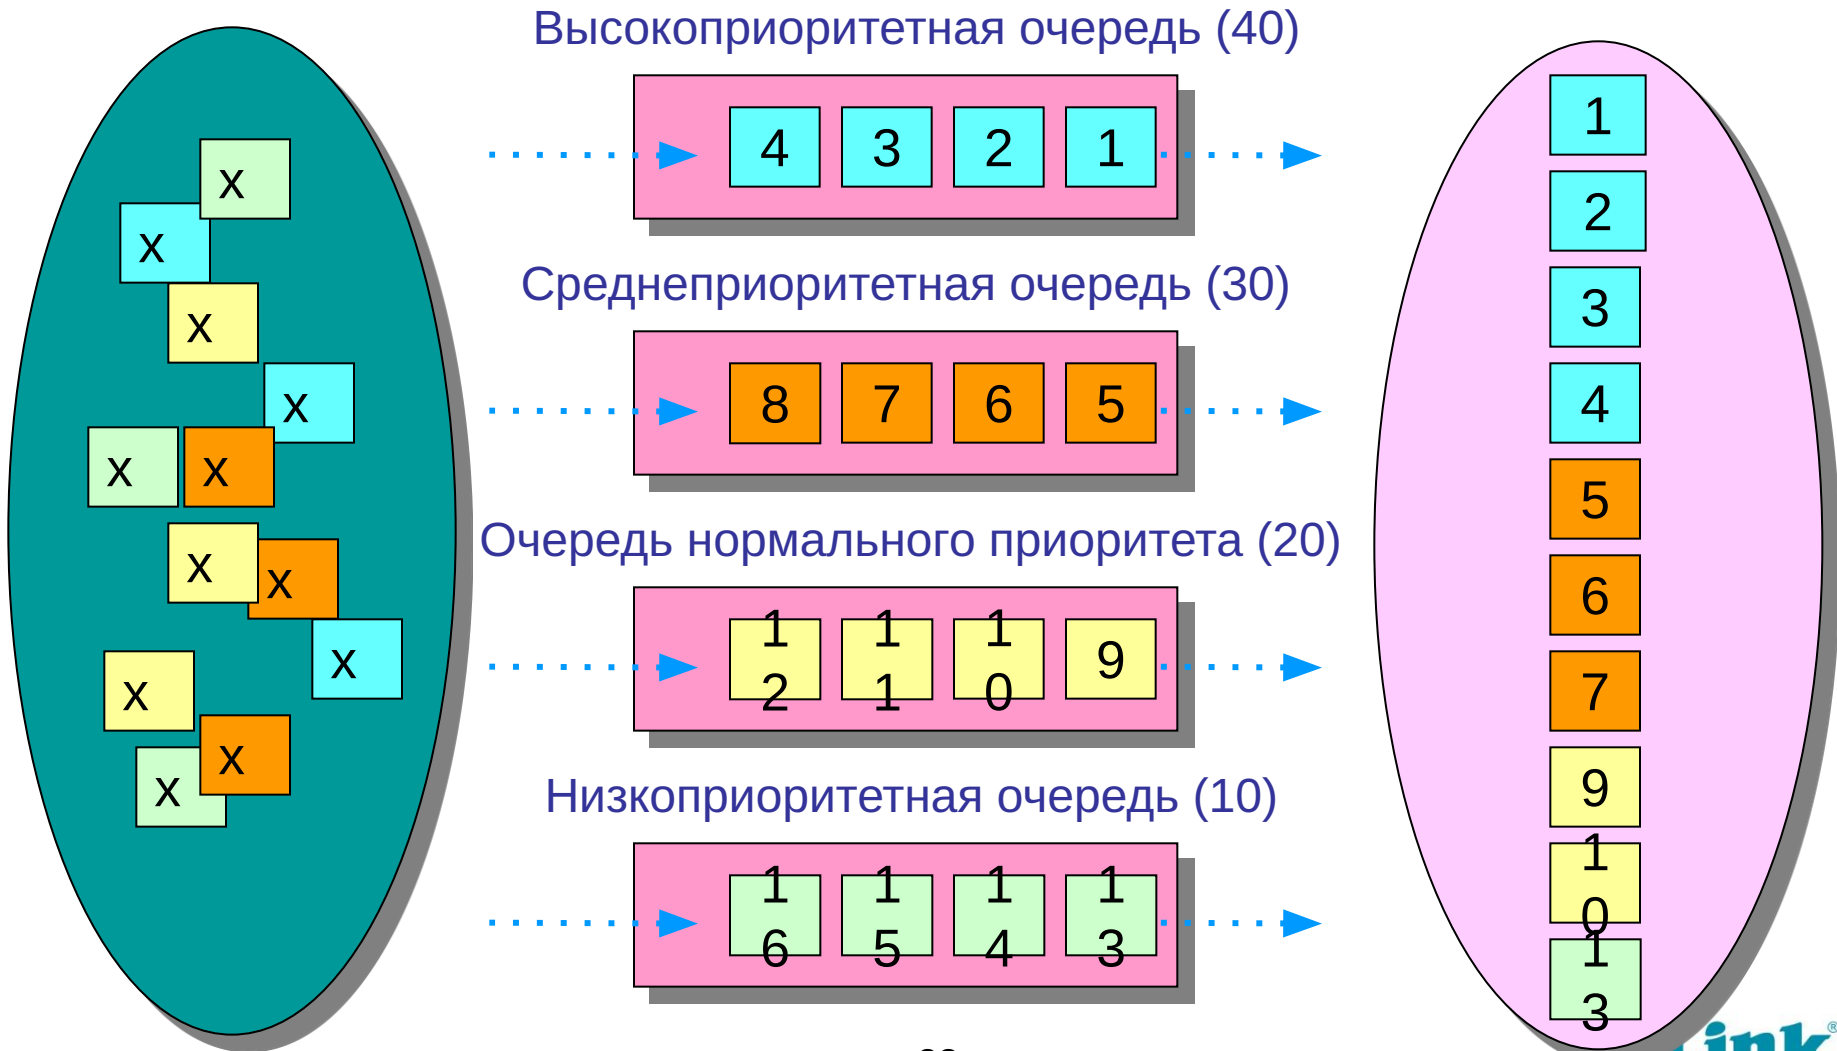 Высокоприоритетная очередь (40)
4 3 2 1
Среднеприоритетная очередь (30)
8 7 6 5
Очередь нормального приоритета (20)
12 11 10 9
Низкоприоритетная очередь (10)
16 15 14 13
x
x
x
x
x
x
x
x
x
x
x
x
1
2
3
4
5
6
7
9
10
13